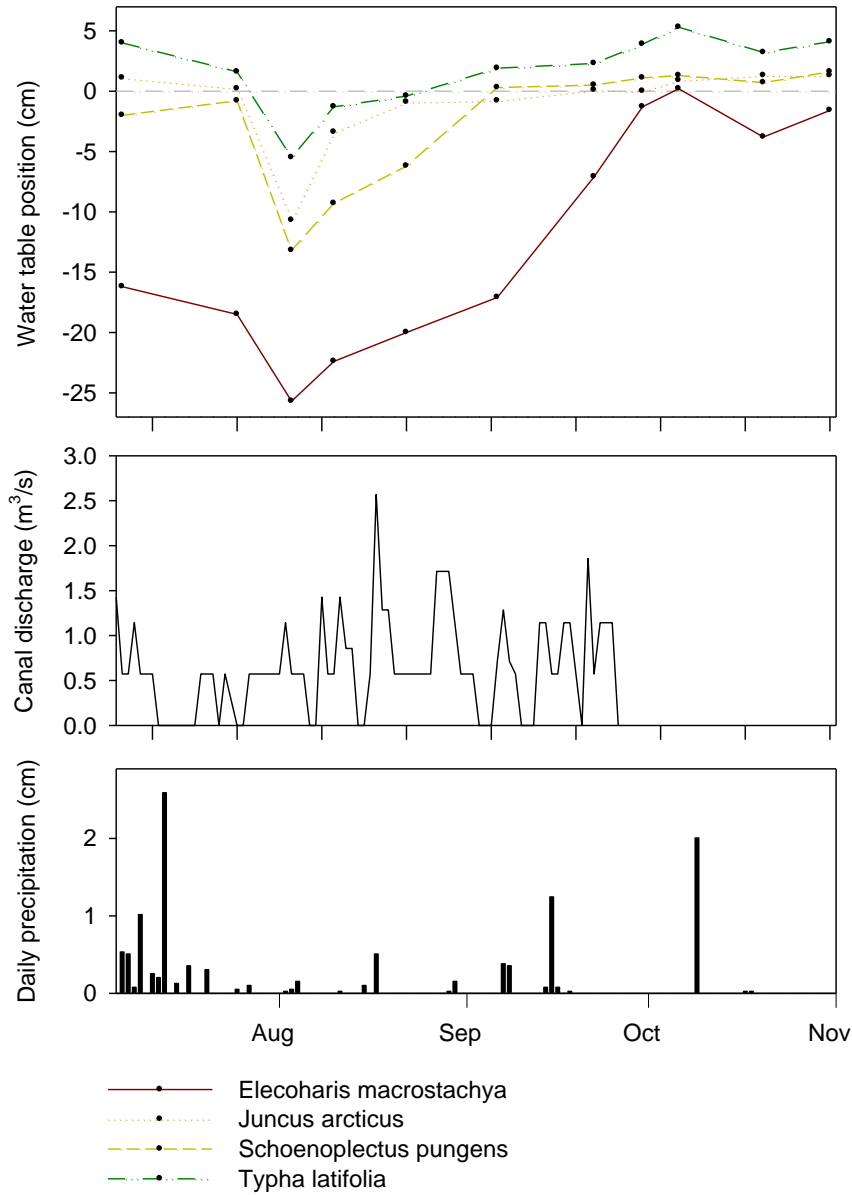 Water table position (cm)
5
0
-5
-10
-15
-20
-25
Canal discharge (m³/s)
3.0
2.5
2.0
1.5
1.0
0.5
0.0
Daily precipitation (cm)
2
1
0
Aug Sep Oct Nov
Elecoharis macrostachya
Juncus arcticus
Schoenoplectus pungens
Typha latifolia